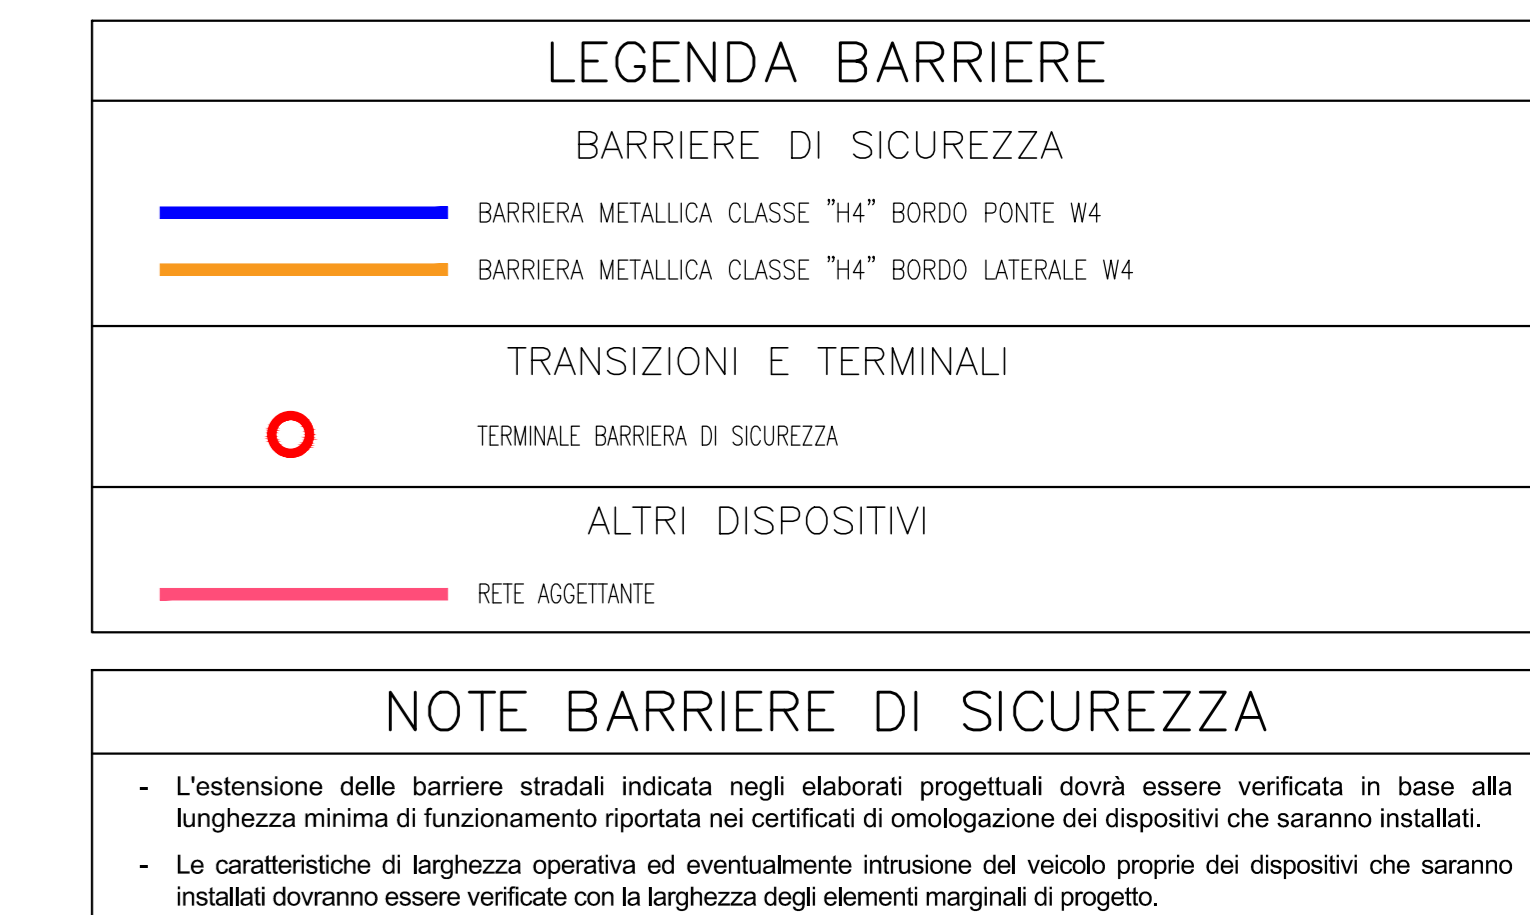 LEGENDA BARRIERE
BARRIERE DI SICUREZZA
BARRIERA METALLICA CLASSE "H4" BORDO PONTE W4
BARRIERA METALLICA CLASSE "H4" BORDO LATERALE W4
TRANSIZIONI E TERMINALI
TERMINALE BARRIERA DI SICUREZZA
ALTRI DISPOSITIVI
RETE AGGETTANTE
NOTE BARRIERE DI SICUREZZA
- L'estensione delle barriere stradali indicata negli elaborati progettuali dovrà essere verificata in base alla
lunghezza minima di funzionamento riportata nei certificati di omologazione dei dispositivi che saranno installati.
- Le caratteristiche di larghezza operativa ed eventualmente intrusione del veicolo proprie dei dispositivi che saranno
installati dovranno essere verificate con la larghezza degli elementi marginali di progetto.